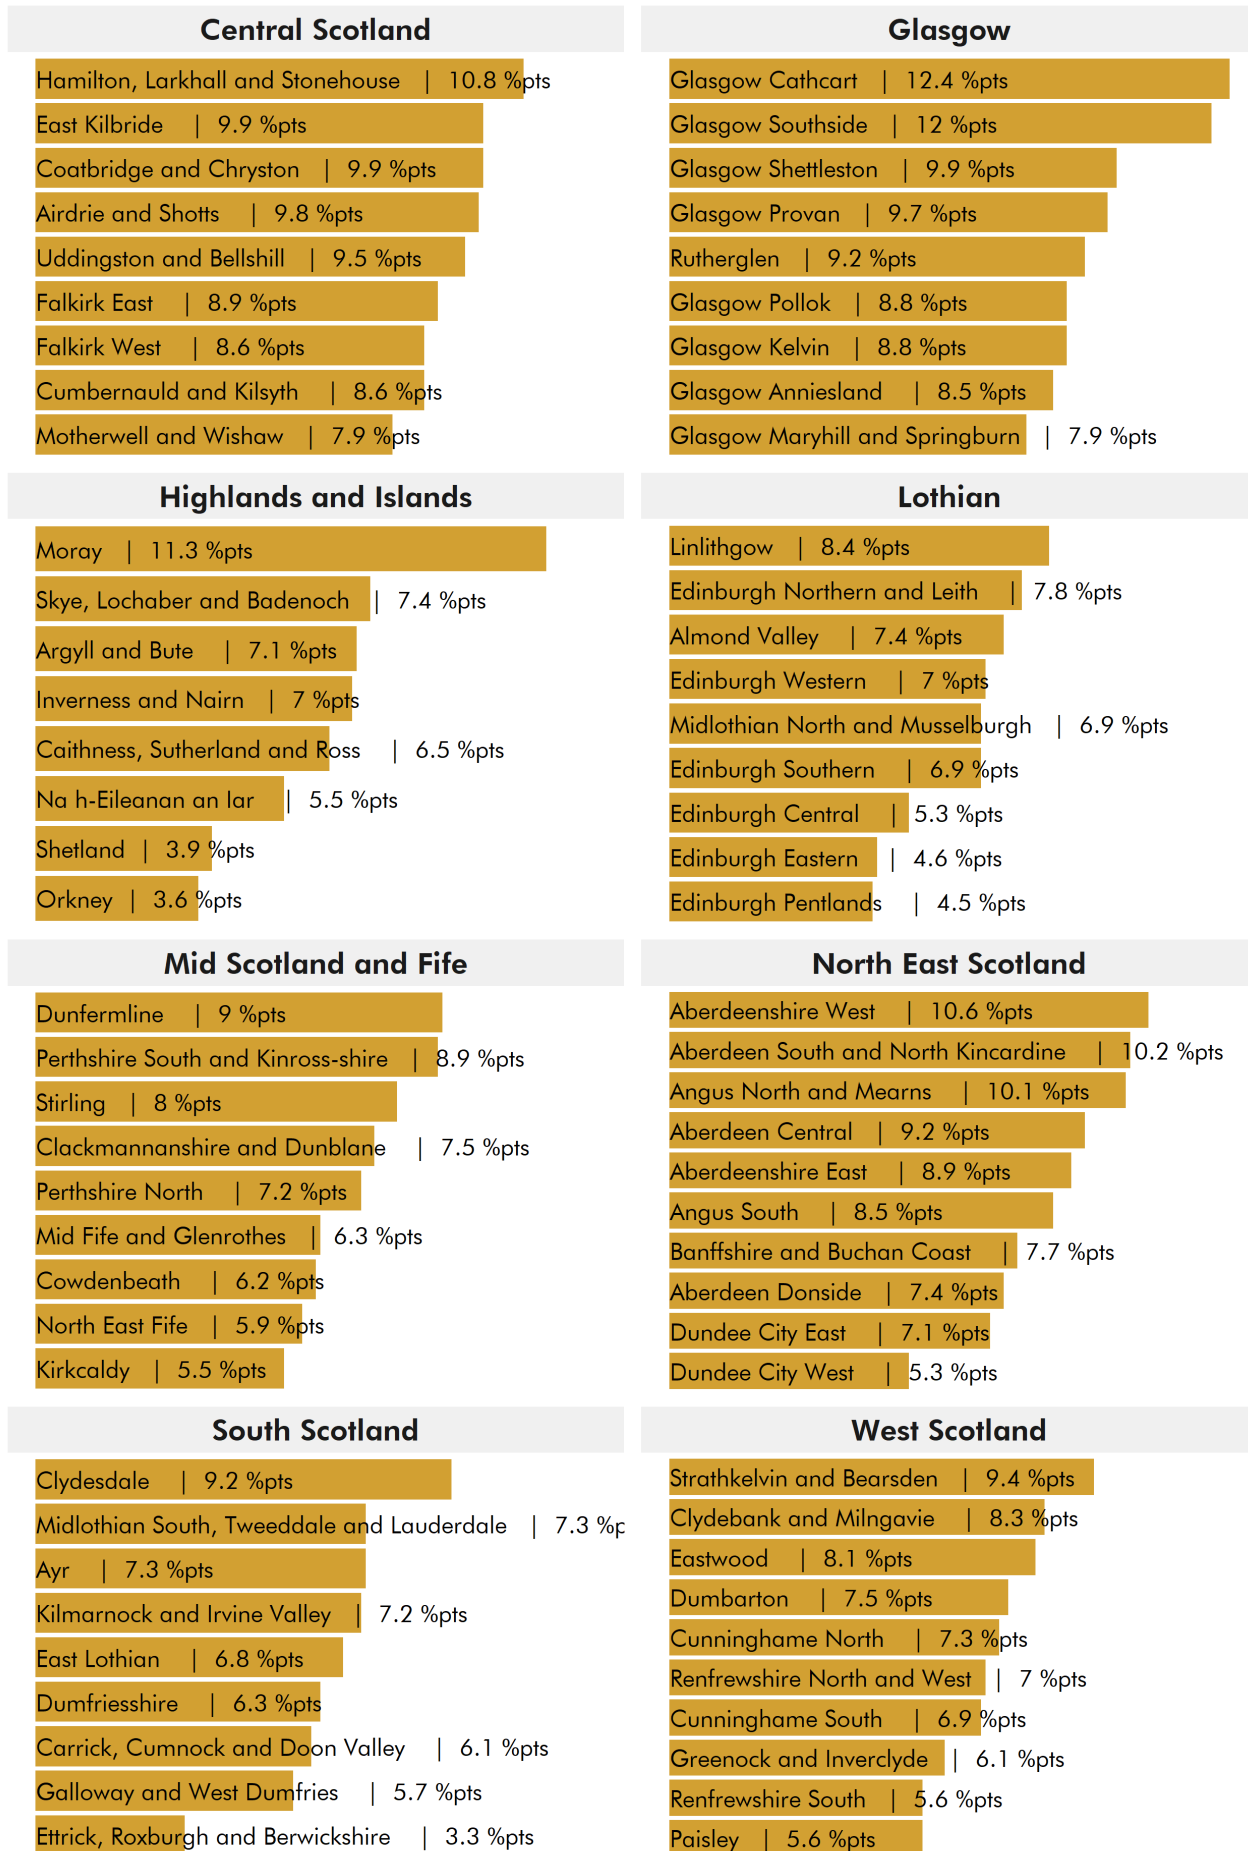 Central Scotland
Hamilton, Larkhall and Stonehouse | 10.8 %pts
East Kilbride | 9.9 %pts
Coatbridge and Chryston | 9.9 %pts
Airdrie and Shotts | 9.8 %pts
Uddingston and Bellshill | 9.5 %pts
Falkirk East | 8.9 %pts
Falkirk West | 8.6 %pts
Cumbernauld and Kilsyth | 8.6 %pts
Motherwell and Wishaw | 7.9 %pts
Glasgow
Glasgow Cathcart | 12.4 %pts
Glasgow Southside | 12 %pts
Glasgow Shettleston | 9.9 %pts
Glasgow Provan | 9.7 %pts
Rutherglen | 9.2 %pts
Glasgow Pollok | 8.8 %pts
Glasgow Kelvin | 8.8 %pts
Glasgow Anniesland | 8.5 %pts
Glasgow Maryhill and Springburn | 7.9 %pts
Highlands and Islands
Moray | 11.3 %pts
Skye, Lochaber and Badenoch | 7.4 %pts
Argyll and Bute | 7.1 %pts
Inverness and Nairn | 7 %pts
Caithness, Sutherland and Ross | 6.5 %pts
Na h-Eileanan an Iar | 5.5 %pts
Shetland | 3.9 %pts
Orkney | 3.6 %pts
Lothian
Linlithgow | 8.4 %pts
Edinburgh Northern and Leith | 7.8 %pts
Almond Valley | 7.4 %pts
Edinburgh Western | 7 %pts
Midlothian North and Musselburgh | 6.9 %pts
Edinburgh Southern | 6.9 %pts
Edinburgh Central | 5.3 %pts
Edinburgh Eastern | 4.6 %pts
Edinburgh Pentlands | 4.5 %pts
Mid Scotland and Fife
Dunfermline | 9 %pts
Perthshire South and Kinross-shire | 8.9 %pts
Stirling | 8 %pts
Clackmannanshire and Dunblane | 7.5 %pts
Perthshire North | 7.2 %pts
Mid Fife and Glenrothes | 6.3 %pts
Cowdenbeath | 6.2 %pts
North East Fife | 5.9 %pts
Kirkcaldy | 5.5 %pts
North East Scotland
Aberdeenshire West | 10.6 %pts
Aberdeen South and North Kincardine | 10.2 %pts
Angus North and Mearns | 10.1 %pts
Aberdeen Central | 9.2 %pts
Aberdeenshire East | 8.9 %pts
Angus South | 8.5 %pts
Banffshire and Buchan Coast | 7.7 %pts
Aberdeen Donside | 7.4 %pts
Dundee City East | 7.1 %pts
Dundee City West | 5.3 %pts
South Scotland
Clydesdale | 9.2 %pts
Midlothian South, Tweeddale and Lauderdale | 7.3 %p
Ayr | 7.3 %pts
Kilmarnock and Irvine Valley | 7.2 %pts
East Lothian | 6.8 %pts
Dumfriesshire | 6.3 %pts
Carrick, Cumnock and Doon Valley | 6.1 %pts
Galloway and West Dumfries | 5.7 %pts
Ettrick, Roxburgh and Berwickshire | 3.3 %pts
West Scotland
Strathkelvin and Bearsden | 9.4 %pts
Clydebank and Milngavie | 8.3 %pts
Eastwood | 8.1 %pts
Dumbarton | 7.5 %pts
Cunninghame North | 7.3 %pts
Renfrewshire North and West | 7 %pts
Cunninghame South | 6.9 %pts
Greenock and Inverclyde | 6.1 %pts
Renfrewshire South | 5.6 %pts
Paisley | 5.6 %pts